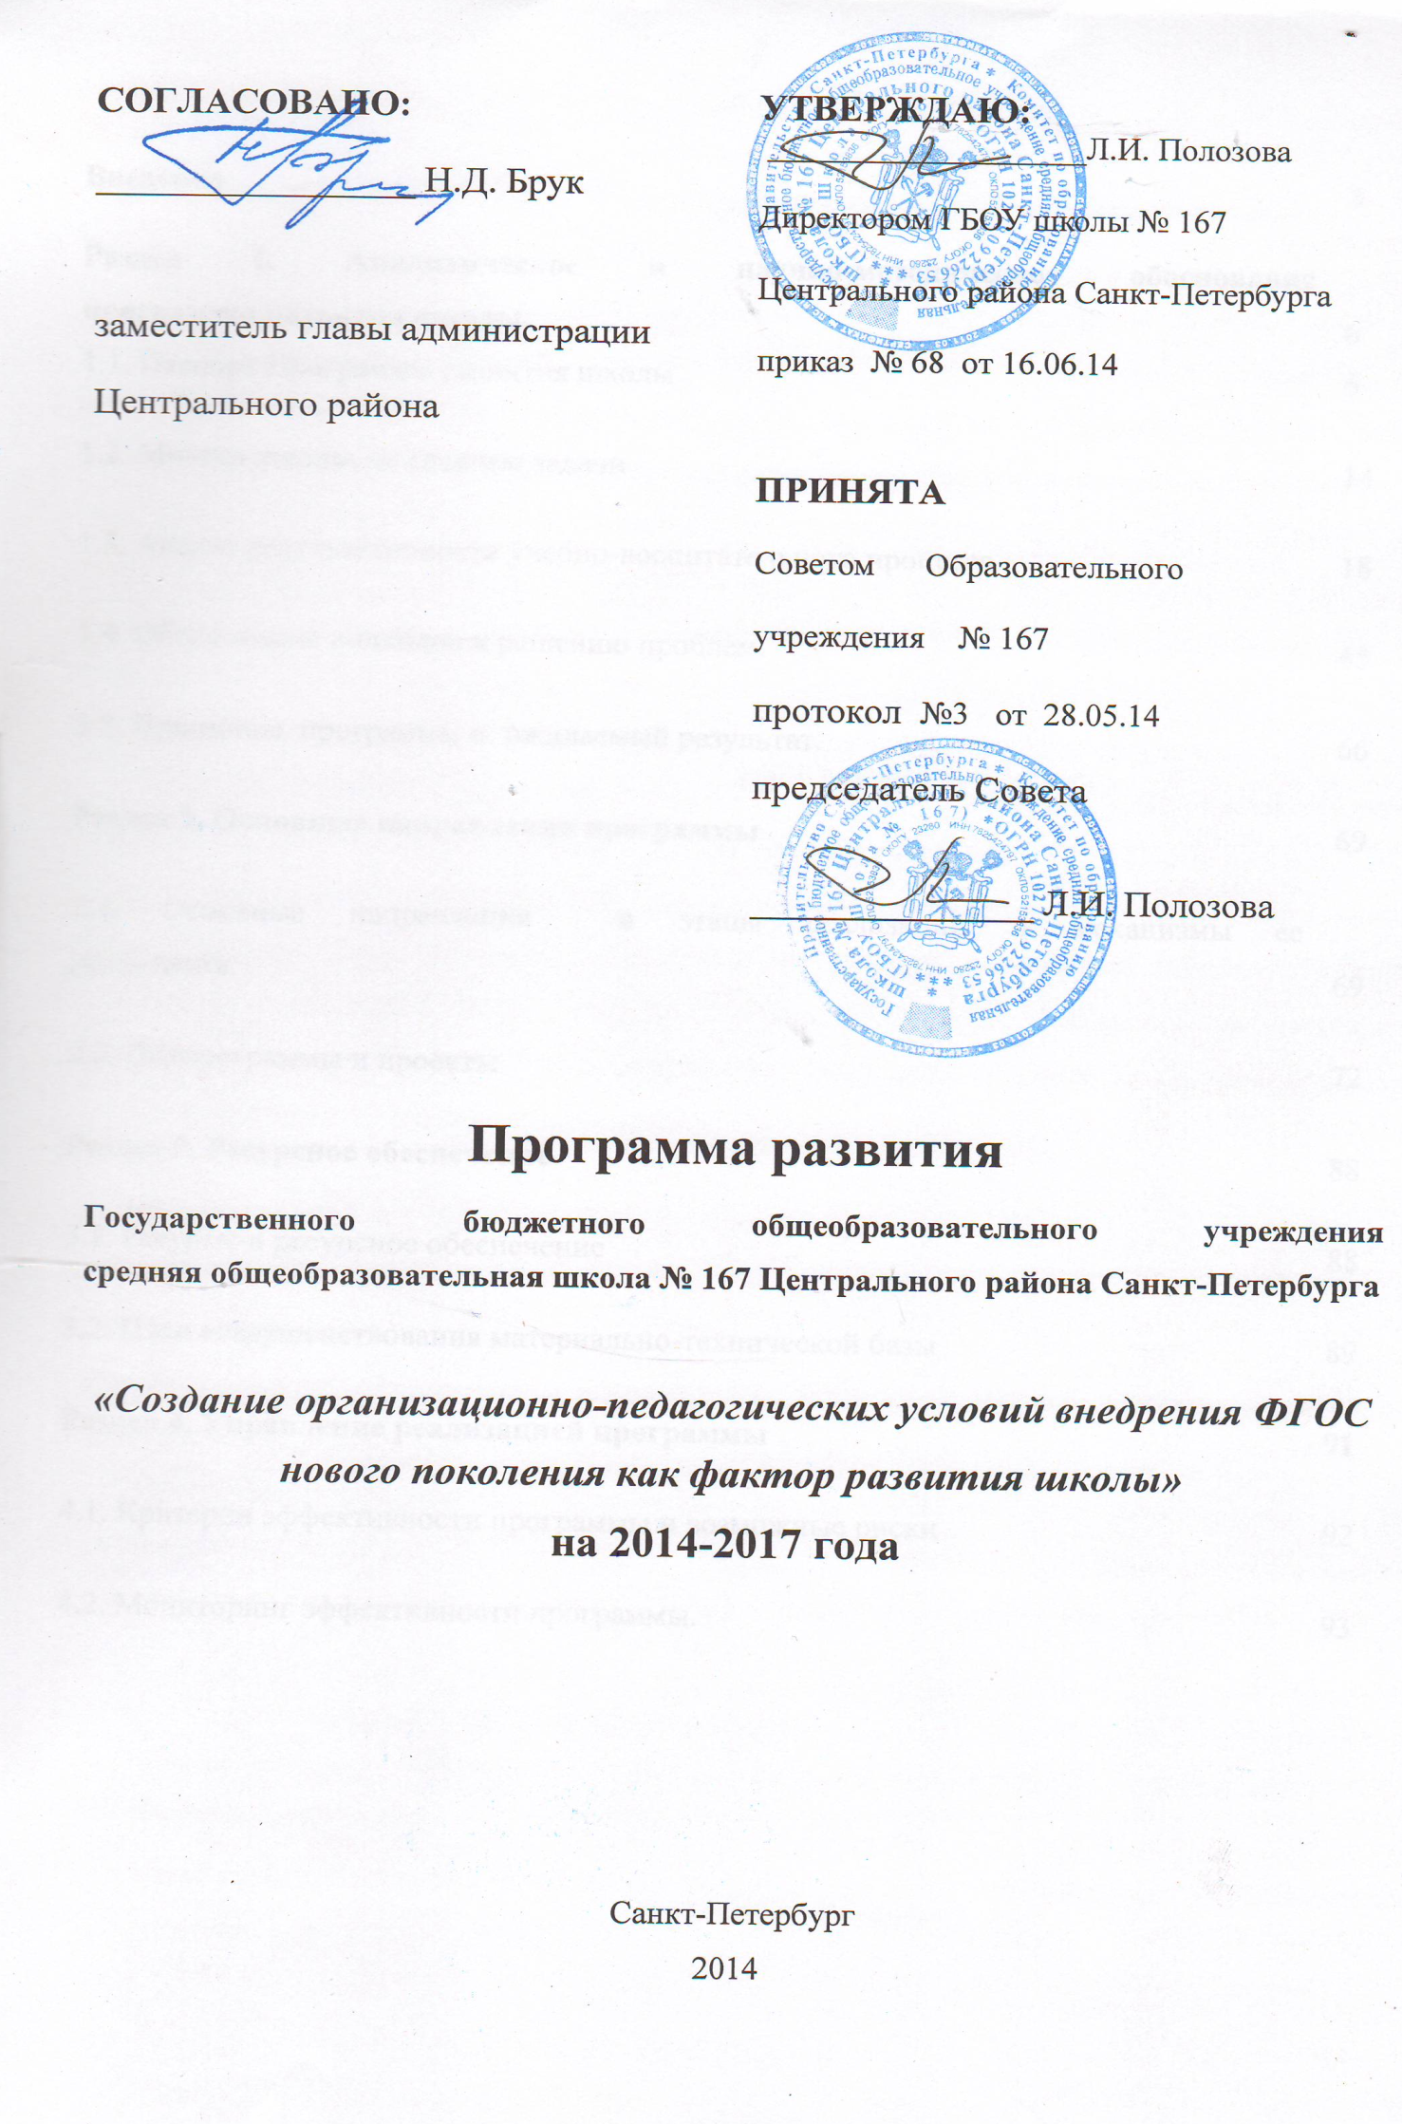 СОГЛАСОВАНО:
Н.Д. Брук
заместитель главы администрации
Центрального района
УТВЕРЖДАЮ:
Л.И. Полозова
Директором ГБОУ школы № 167
Центрального района Санкт-Петербурга
приказ № 68 от 16.06.14
ПРИНЯТА
Советом Образовательного
учреждения № 167
протокол №3 от 28.05.14
председатель Совета
Л.И. Полозова
Программа развития
Государственного бюджетного общеобразовательного учреждения
средняя общеобразовательная школа № 167 Центрального района Санкт-Петербурга
«Создание организационно-педагогических условий внедрения ФГОС
нового поколения как фактор развития школы»
на 2014-2017 года
Санкт-Петербург
2014